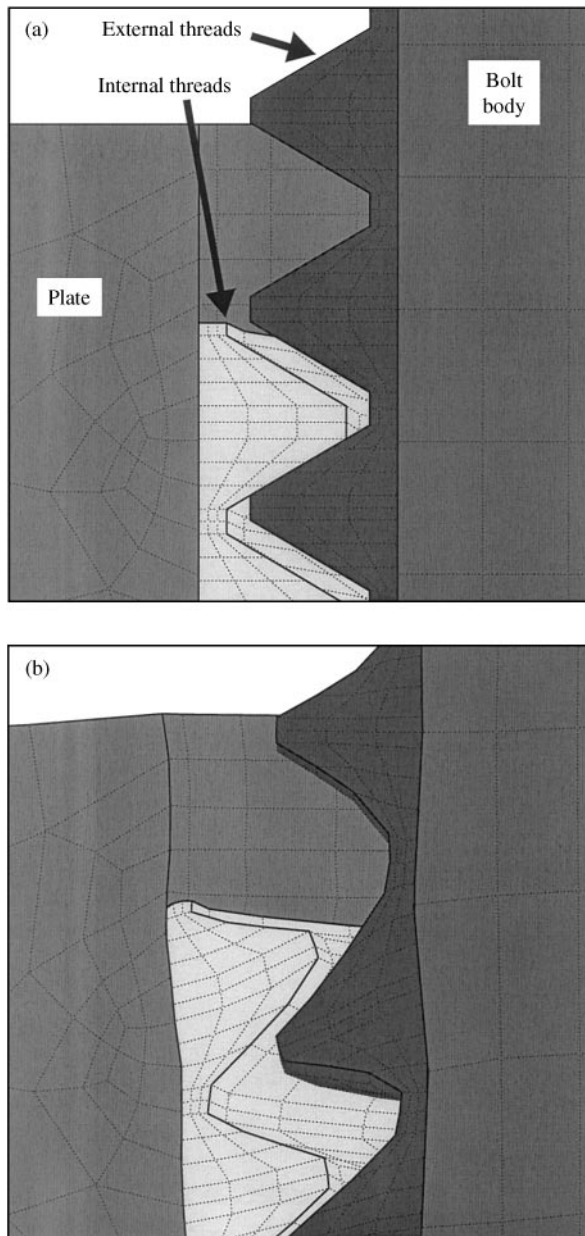 (a)
External threads
Internal threads
Bolt
body
Plate
(b)